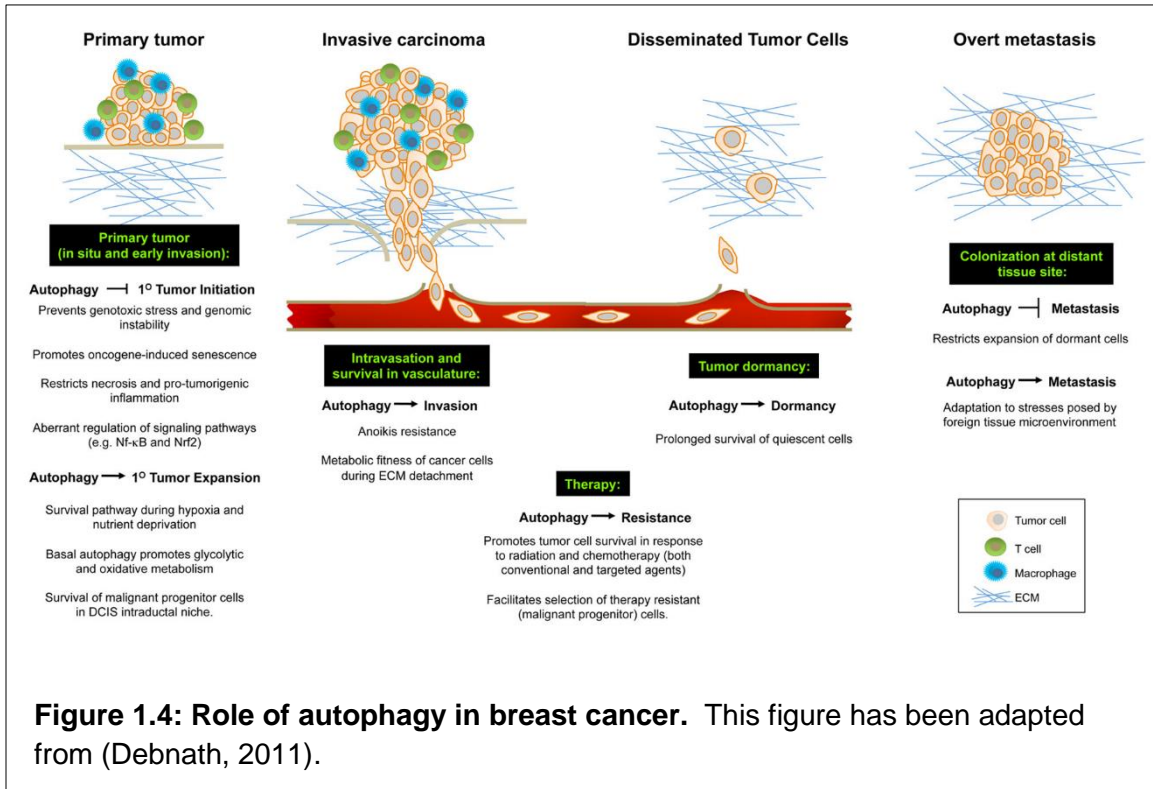 Primary tumor
Invasive carcinoma
Disseminated Tumor Cells
Overt metastasis
Primary tumor
(in situ and early invasion):
Autophagy ⊣ 1⁰ Tumor Initiation
Prevents genotoxic stress and genomic
instability
Promotes oncogene-induced senescence
Restricts necrosis and pro-tumorigenic
inflammation
Aberrant regulation of signaling pathways
(e.g. Nf-κB and Nrf2)
Autophagy → 1⁰ Tumor Expansion
Survival pathway during hypoxia and
nutrient deprivation
Basal autophagy promotes glycolytic
and oxidative metabolism
Survival of malignant progenitor cells
in DCIS intraductal niche.
Intravasation and
survival in vasculature:
Autophagy → Invasion
Anoikis resistance
Metabolic fitness of cancer cells
during ECM detachment
Therapy:
Autophagy → Resistance
Promotes tumor cell survival in response
to radiation and chemotherapy (both
conventional and targeted agents)
Facilitates selection of therapy resistant
(malignant progenitor) cells.
Tumor dormancy:
Autophagy → Dormancy
Prolonged survival of quiescent cells
Colonization at distant
tissue site:
Autophagy ⊣ Metastasis
Restricts expansion of dormant cells
Autophagy → Metastasis
Adaptation to stresses posed by
foreign tissue microenvironment
Tumor cell
T cell
Macrophage
ECM
Figure 1.4: Role of autophagy in breast cancer. This figure has been adapted
from (Debnath, 2011).